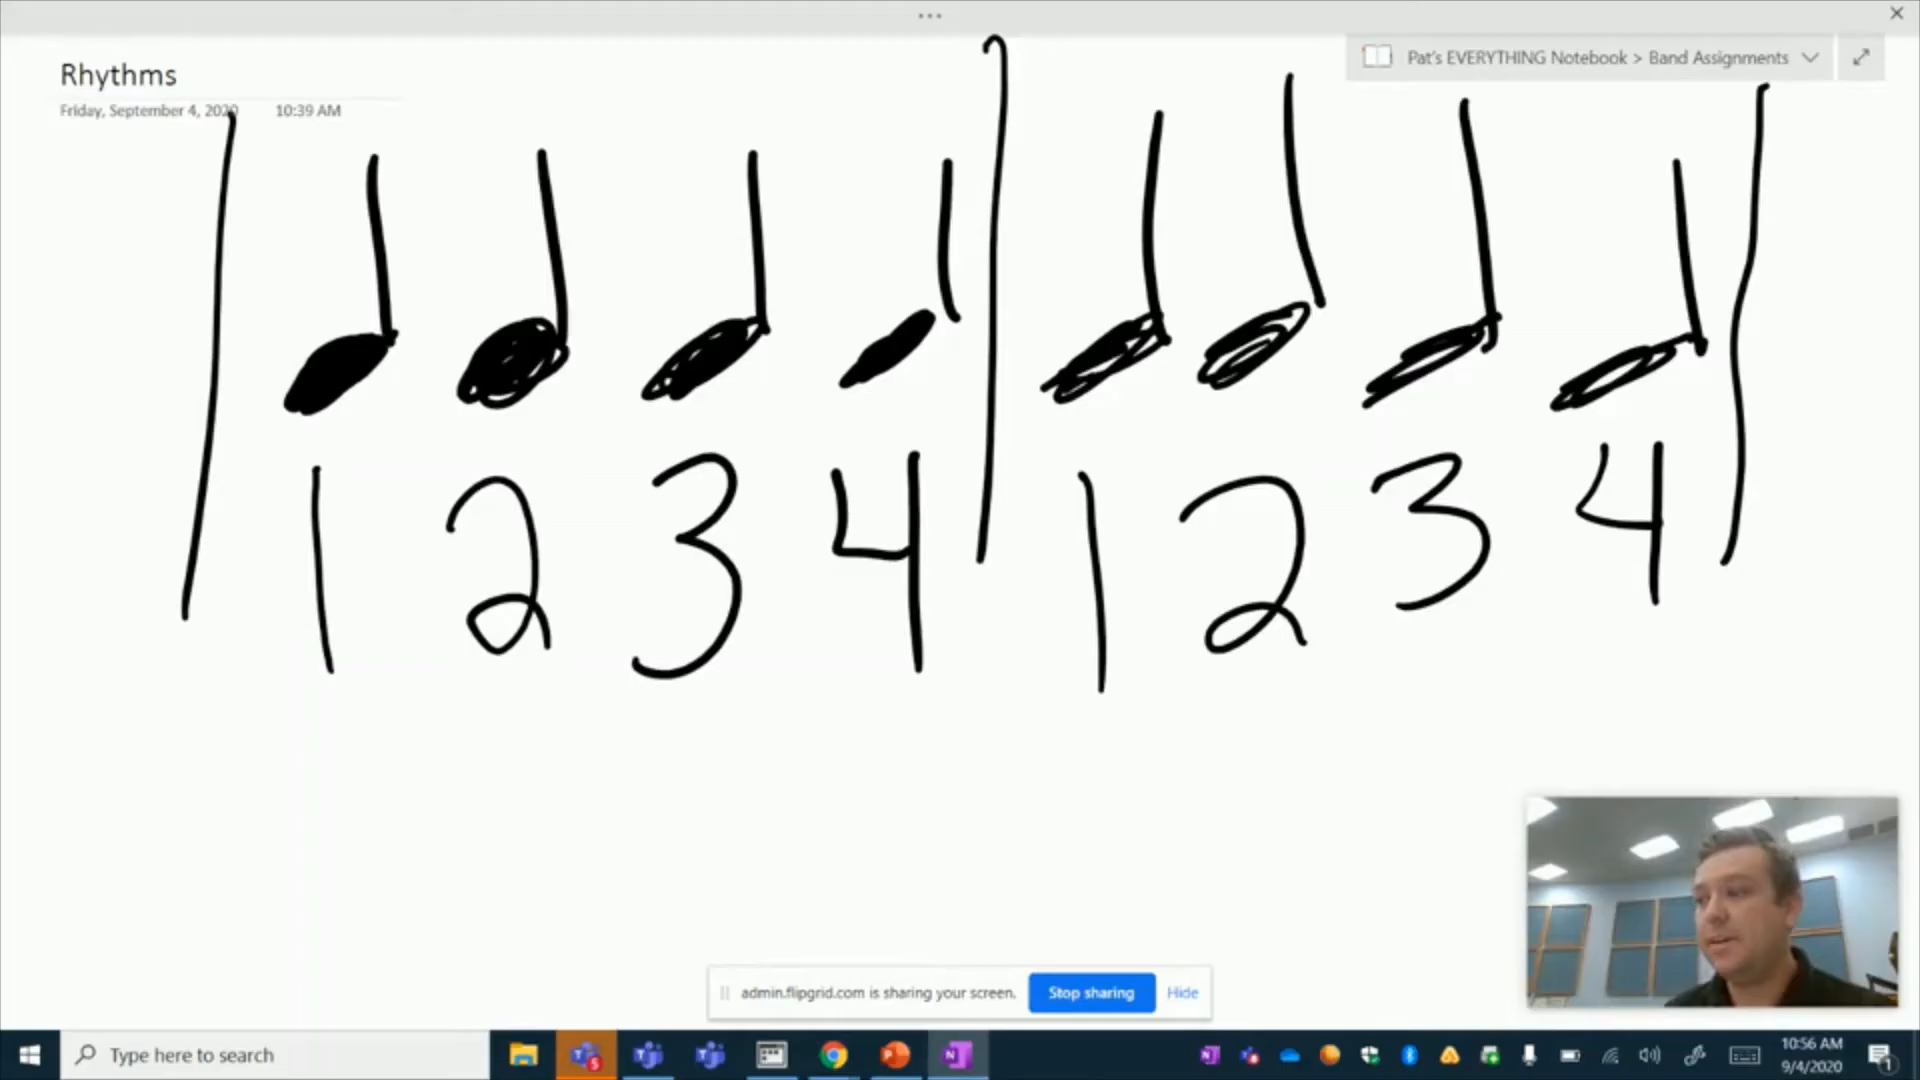 Pat's EVERYTHING Notebook > Band Assignments
Rhythms
Friday, September 4, 2020 10:39 AM
1 2 3 4 1 2 3 4
admin.flipgrid.com is sharing your screen. Stop sharing Hide
Type here to search
10:56 AM
9/4/2020